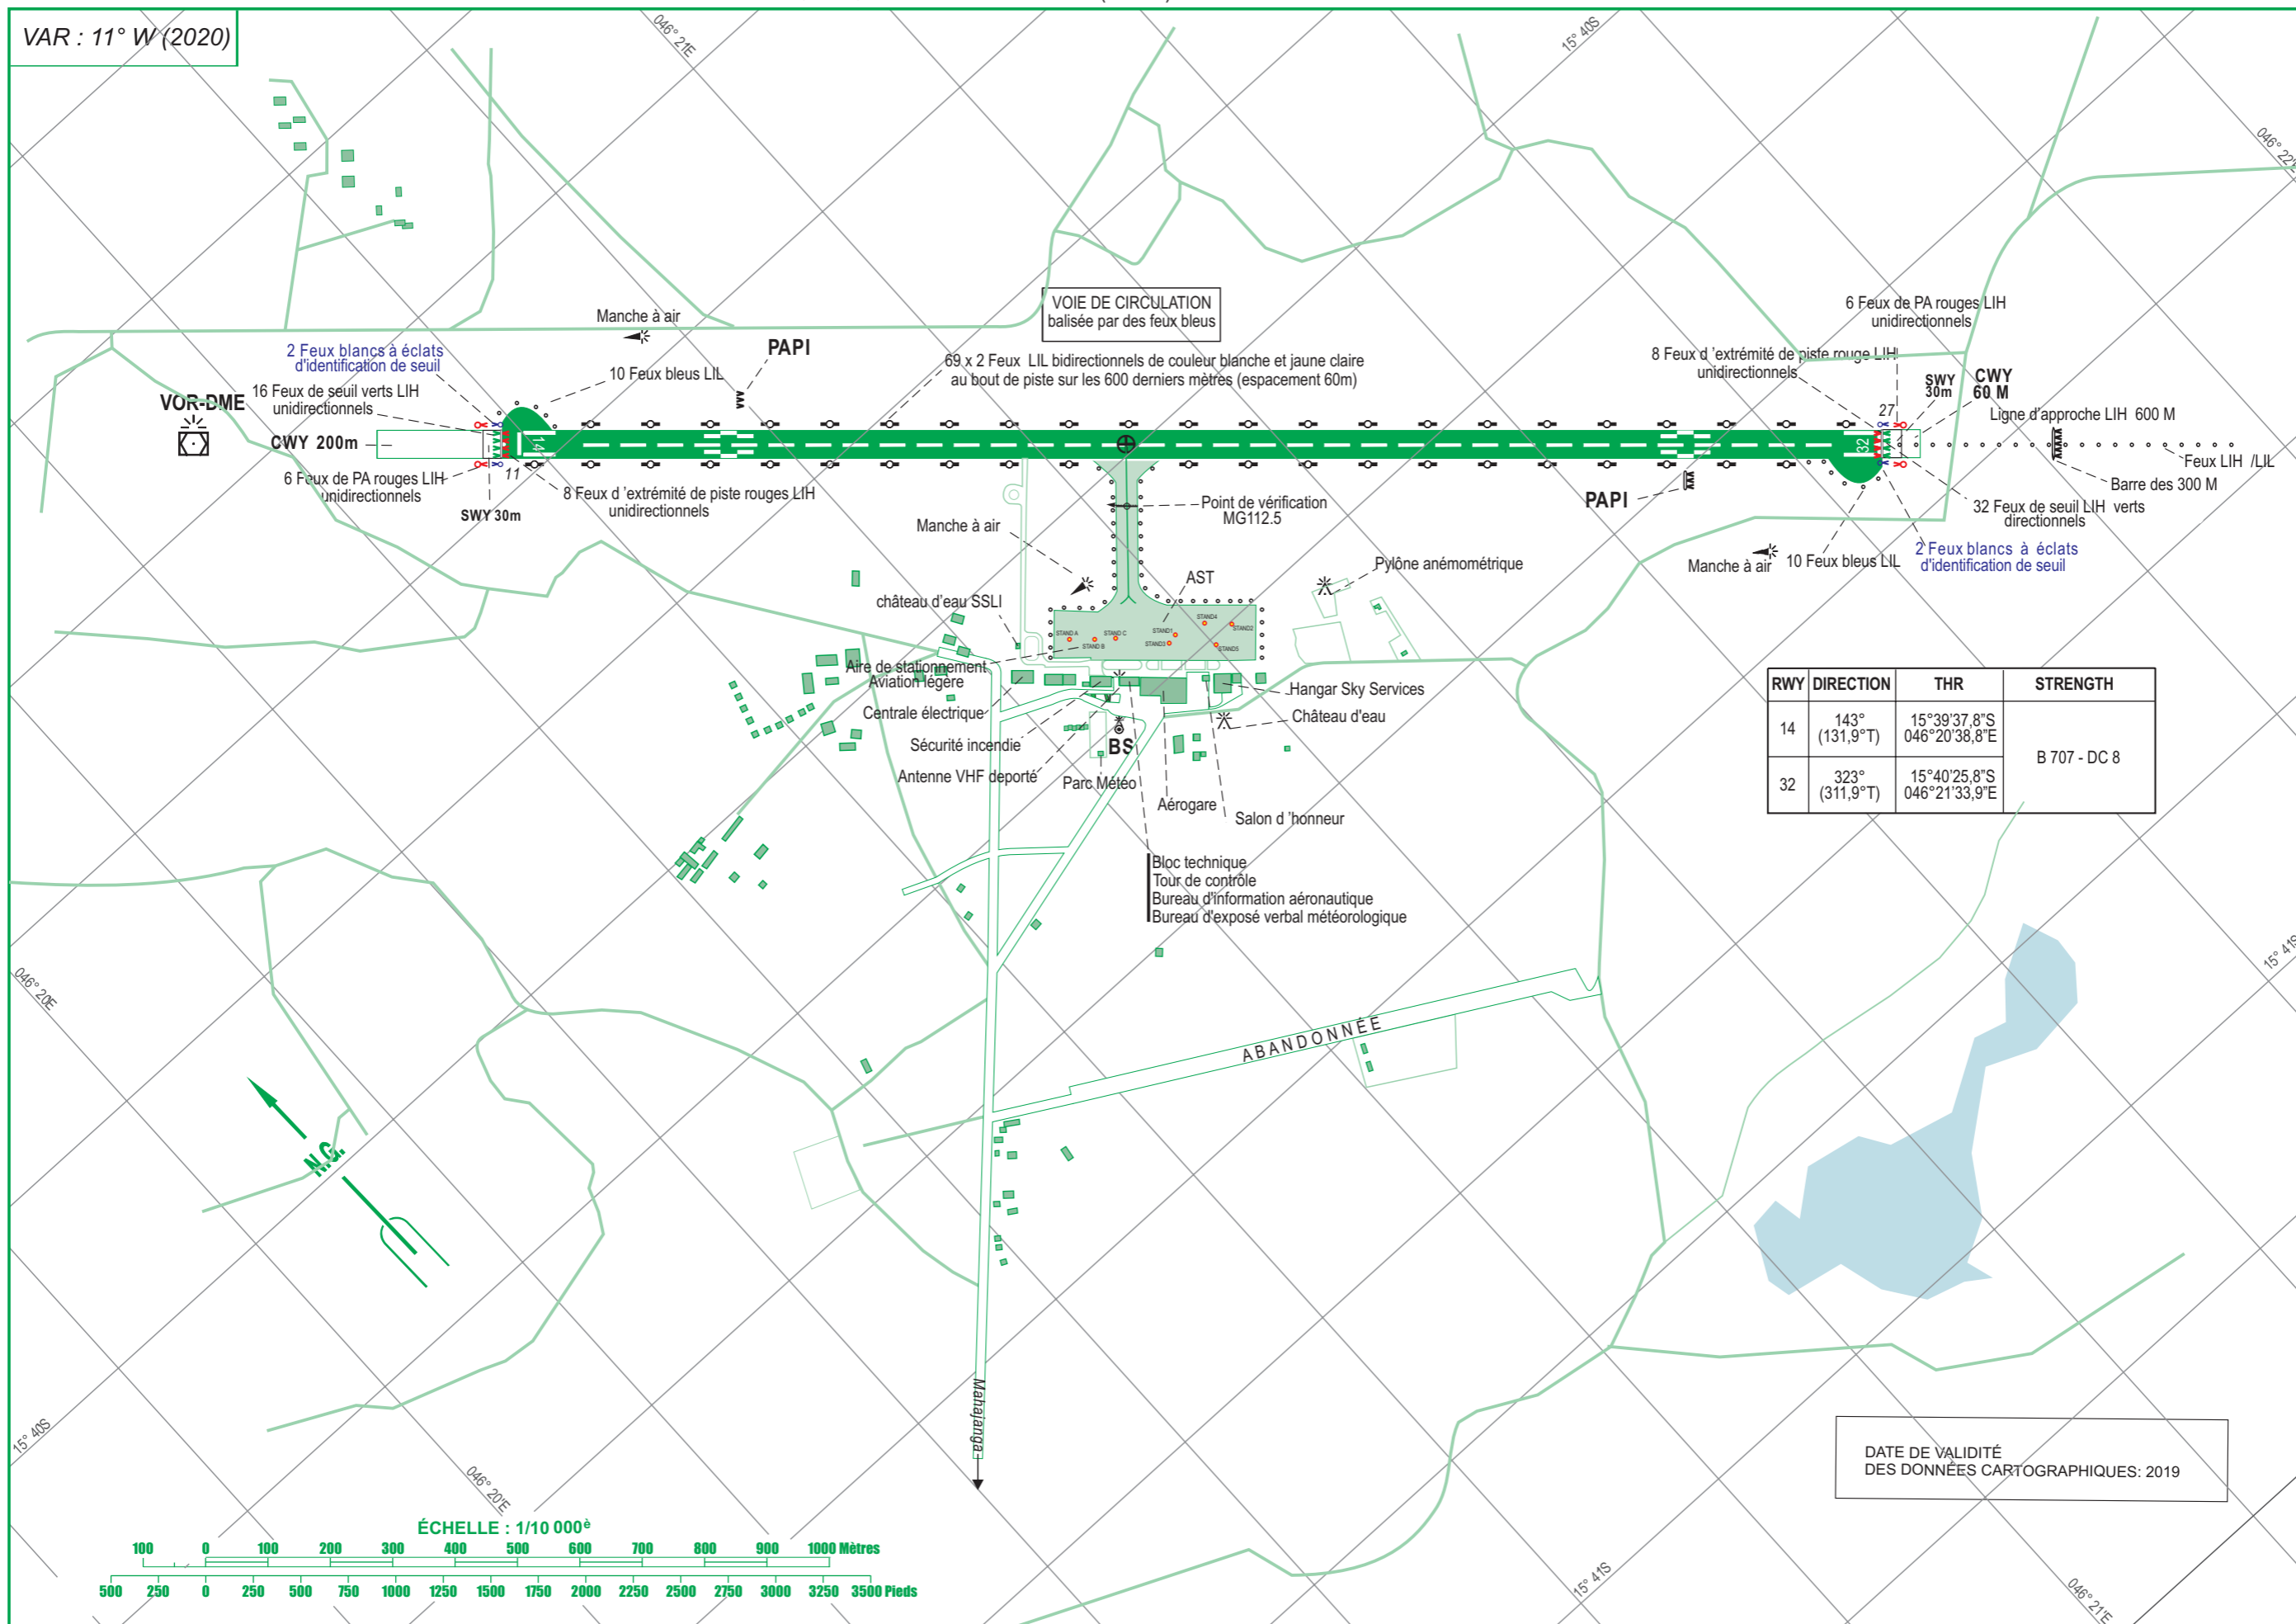 VAR : 11° W (2020)
046° 21'E
15° 40'S
046° 22'E
VOIE DE CIRCULATION
balisée par des feux bleus
Manche à air
PAPI
2 Feux blancs à éclats
d'identification de seuil
10 Feux bleus LIL
69 x 2 Feux LIL bidirectionnels de couleur blanche et jaune claire
au bout de piste sur les 600 derniers mètres (espacement 60m)
16 Feux de seuil verts LIH
unidirectionnels
VOR-DME
CWY 200m
6 Feux de PA rouges LIH
unidirectionnels
SWY 30m
11
14
8 Feux d 'extrémité de piste rouges LIH
unidirectionnels
6 Feux de PA rouges LIH
unidirectionnels
8 Feux d 'extrémité de piste rouge LIH
unidirectionnels
SWY
30m
CWY
60 M
27
32
Ligne d'approche LIH 600 M
Feux LIH /LIL
Barre des 300 M
PAPI
32 Feux de seuil LIH verts
directionnels
2 Feux blancs à éclats
d'identification de seuil
Manche à air
10 Feux bleus LIL
Point de vérification
MG112.5
Manche à air
AST
Pylône anémométrique
château d'eau SSLI
STAND A
STAND B
STAND C
STAND1
STAND3
STAND4
STAND2
STAND5
Aire de stationnement
Aviation légère
Centrale électrique
Sécurité incendie
Antenne VHF deporté
BS
Parc Météo
Aérogare
Salon d 'honneur
Hangar Sky Services
Château d'eau
Bloc technique
Tour de contrôle
Bureau d'information aéronautique
Bureau d'exposé verbal météorologique
RWY DIRECTION THR STRENGTH
14 143° (131,9°T) 15°39'37,8"S 046°20'38,8"E B 707 - DC 8
32 323° (311,9°T) 15°40'25,8"S 046°21'33,9"E
15° 41'S
046° 20'E
ABANDONNÉE
N.G.
Mahajanga
15° 40'S
046° 20'E
DATE DE VALIDITÉ
DES DONNÉES CARTOGRAPHIQUES: 2019
15° 41'S
046° 21'E
ÉCHELLE : 1/10 000è
100 0 100 200 300 400 500 600 700 800 900 1000 Mètres
500 250 0 250 500 750 1000 1250 1500 1750 2000 2250 2500 2750 3000 3250 3500 Pieds